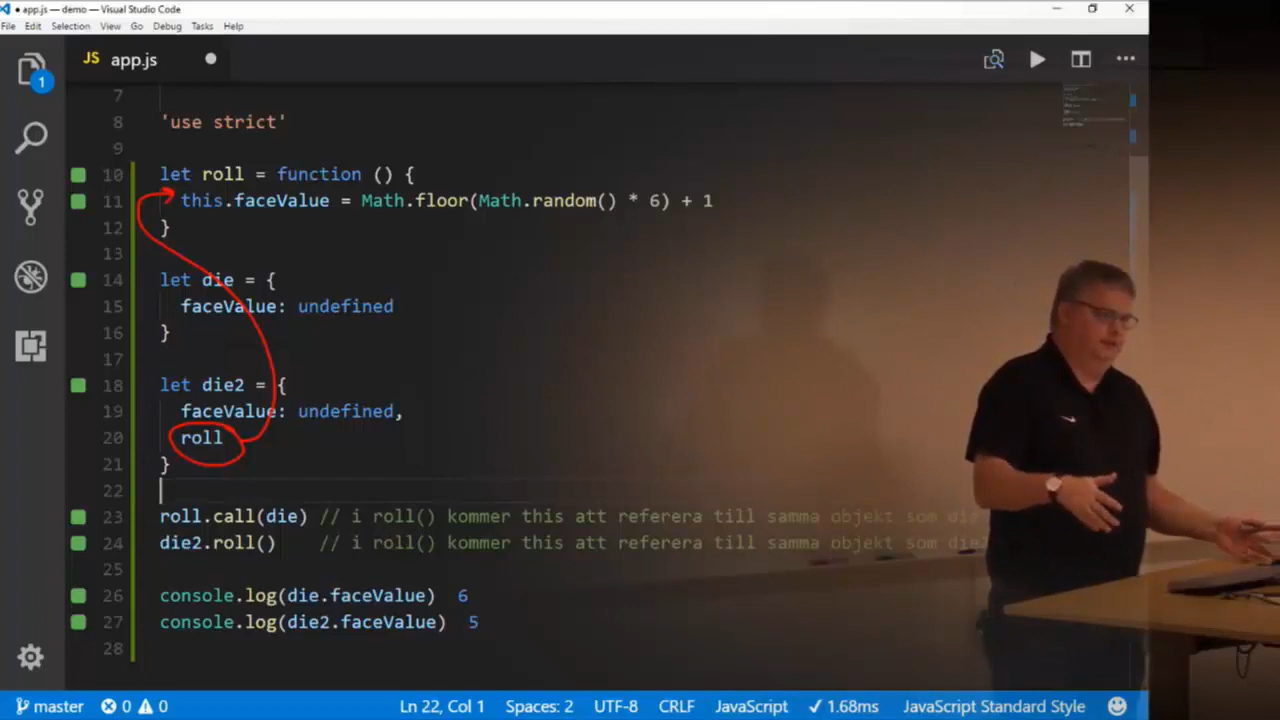 app.js — demo — Visual Studio Code
File Edit Selection View Go Debug Tasks Help
1
JS app.js
7
8 'use strict'
9
10 let roll = function () {
11 this.faceValue = Math.floor(Math.random() * 6) + 1
12 }
13
14 let die = {
15 faceValue: undefined
16 }
17
18 let die2 = {
19 faceValue: undefined,
20 roll
21 }
22
23 roll.call(die) // i roll() kommer this att referera till samma objekt som die
24 die2.roll() // i roll() kommer this att referera till samma objekt som die2
25
26 console.log(die.faceValue) 6
27 console.log(die2.faceValue) 5
28
master 0 0 Ln 22, Col 1 Spaces: 2 UTF-8 CRLF JavaScript ✓ 1.68ms JavaScript Standard Style